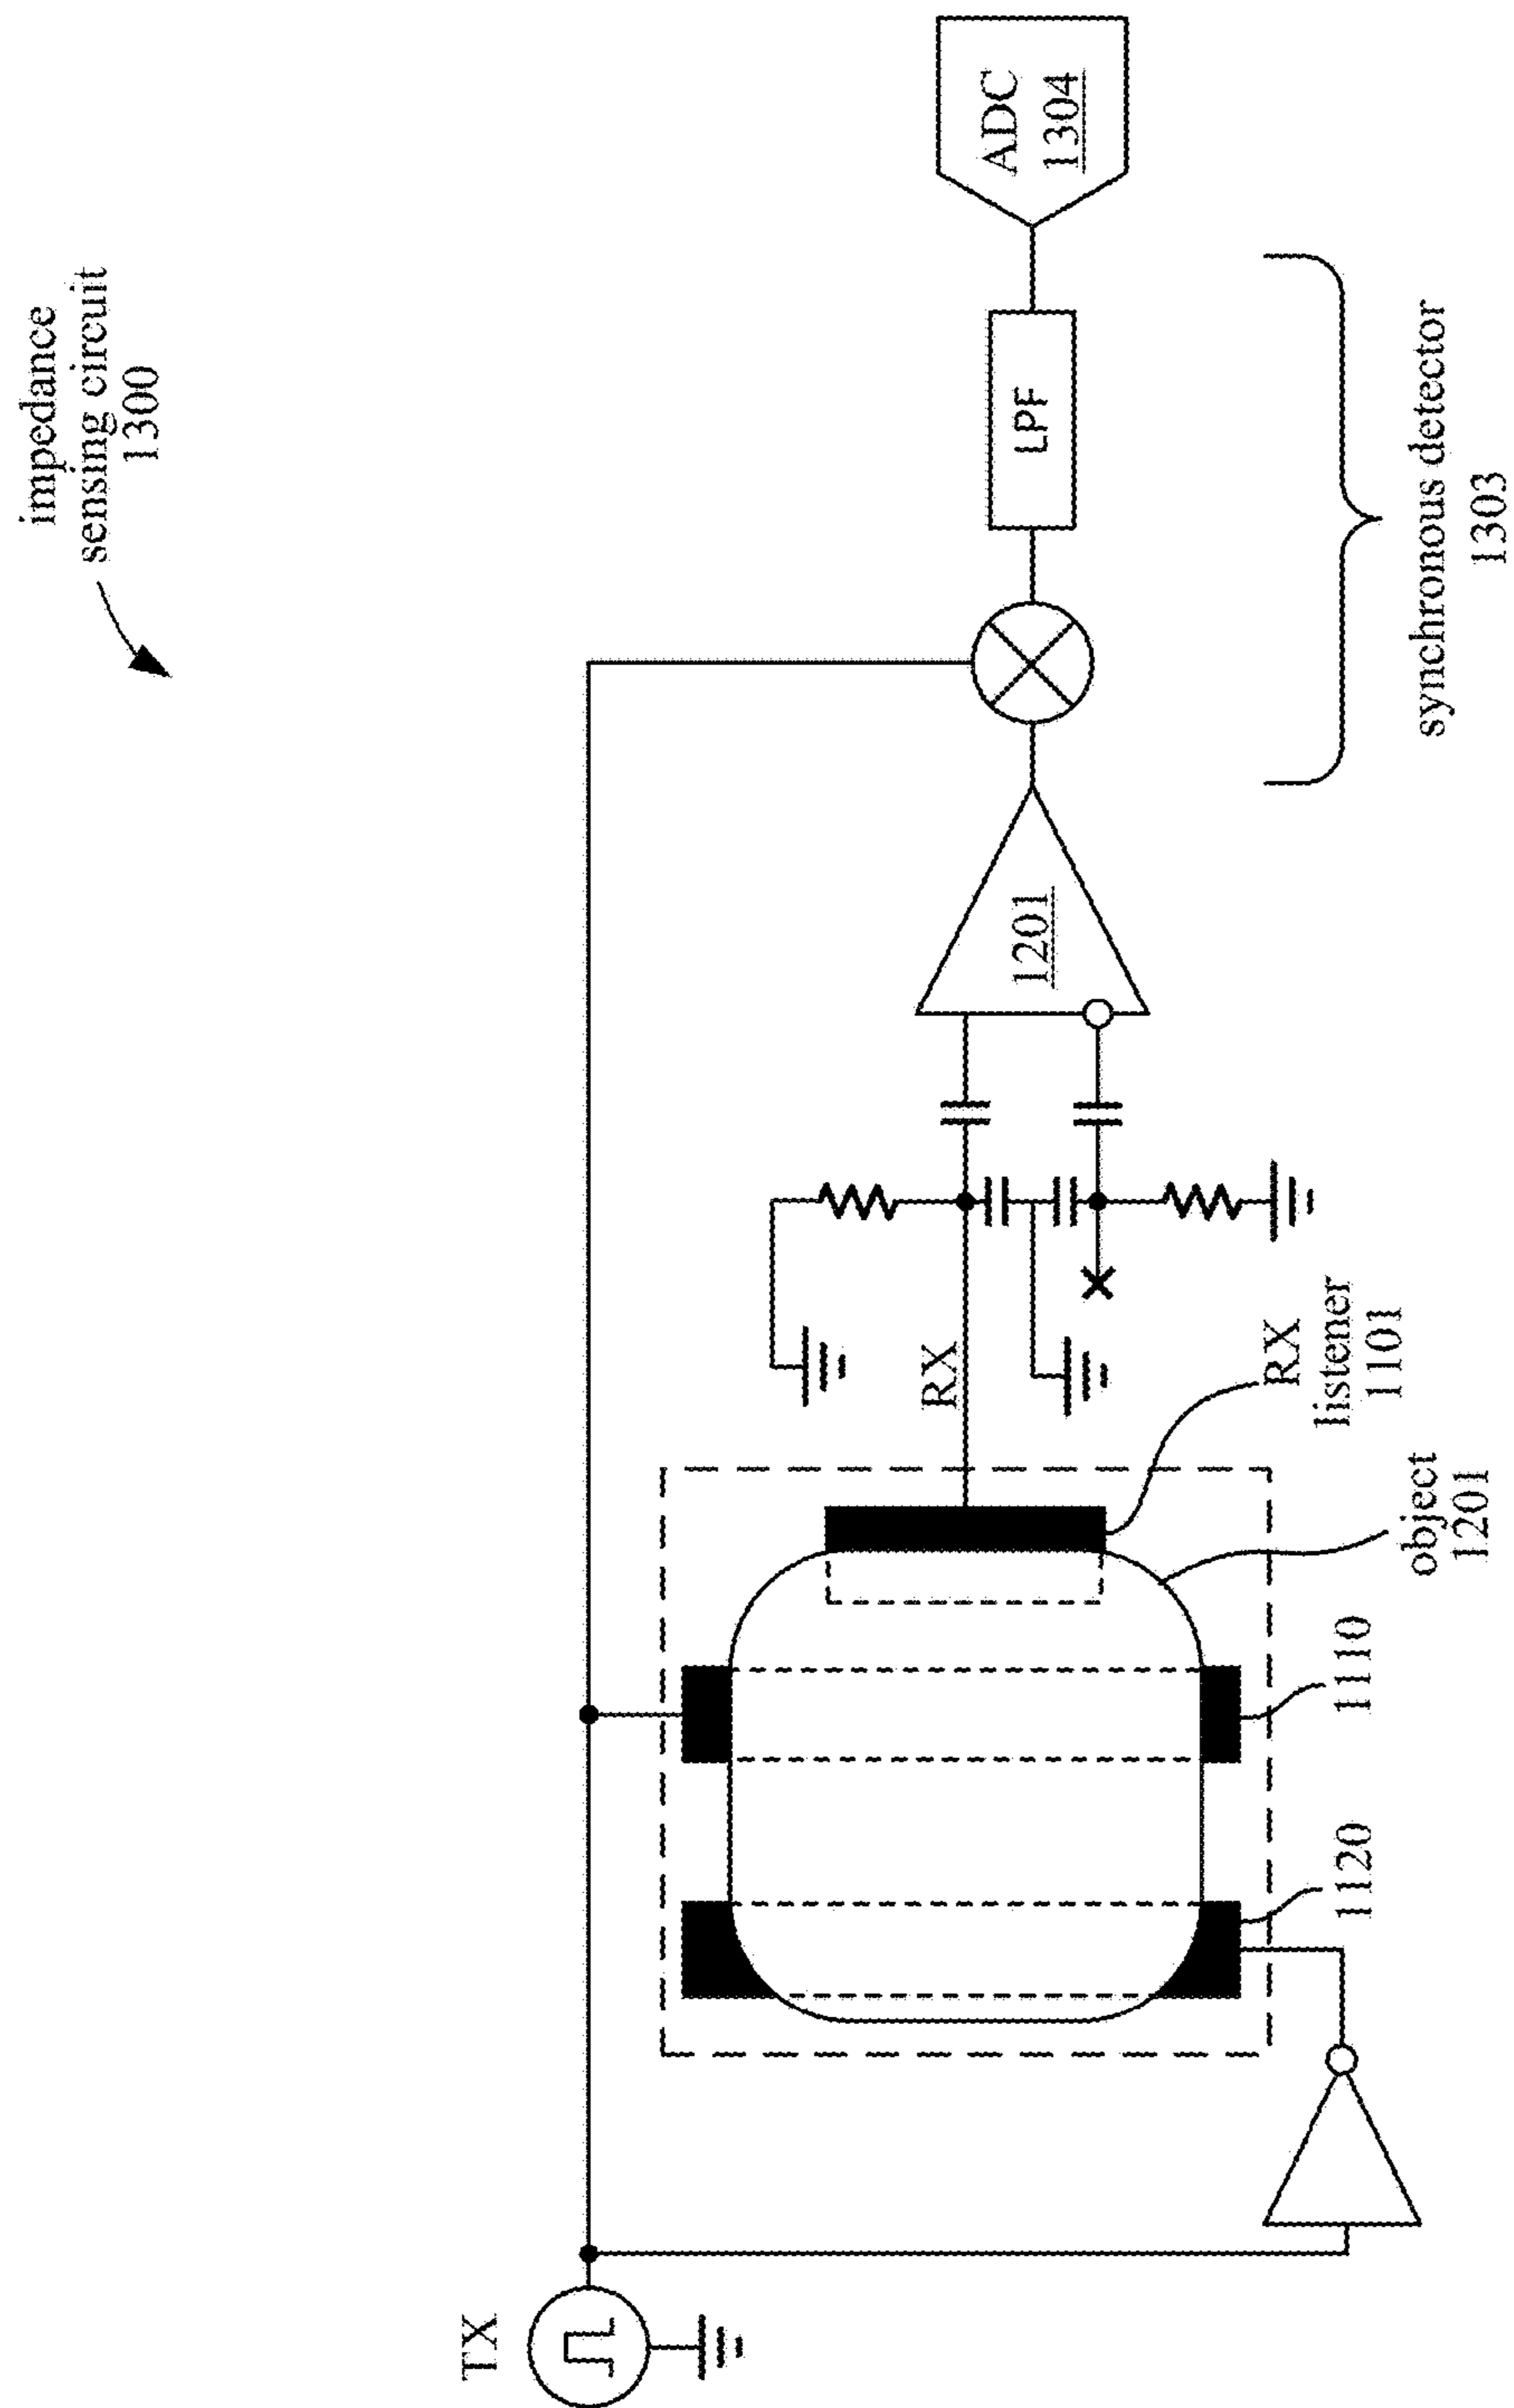 impedance
sensing circuit
1300
TX
ADC
1304
LPF
1201
RX
RX
listener
1101
object
1201
1110
1120
synchronous detector
1303